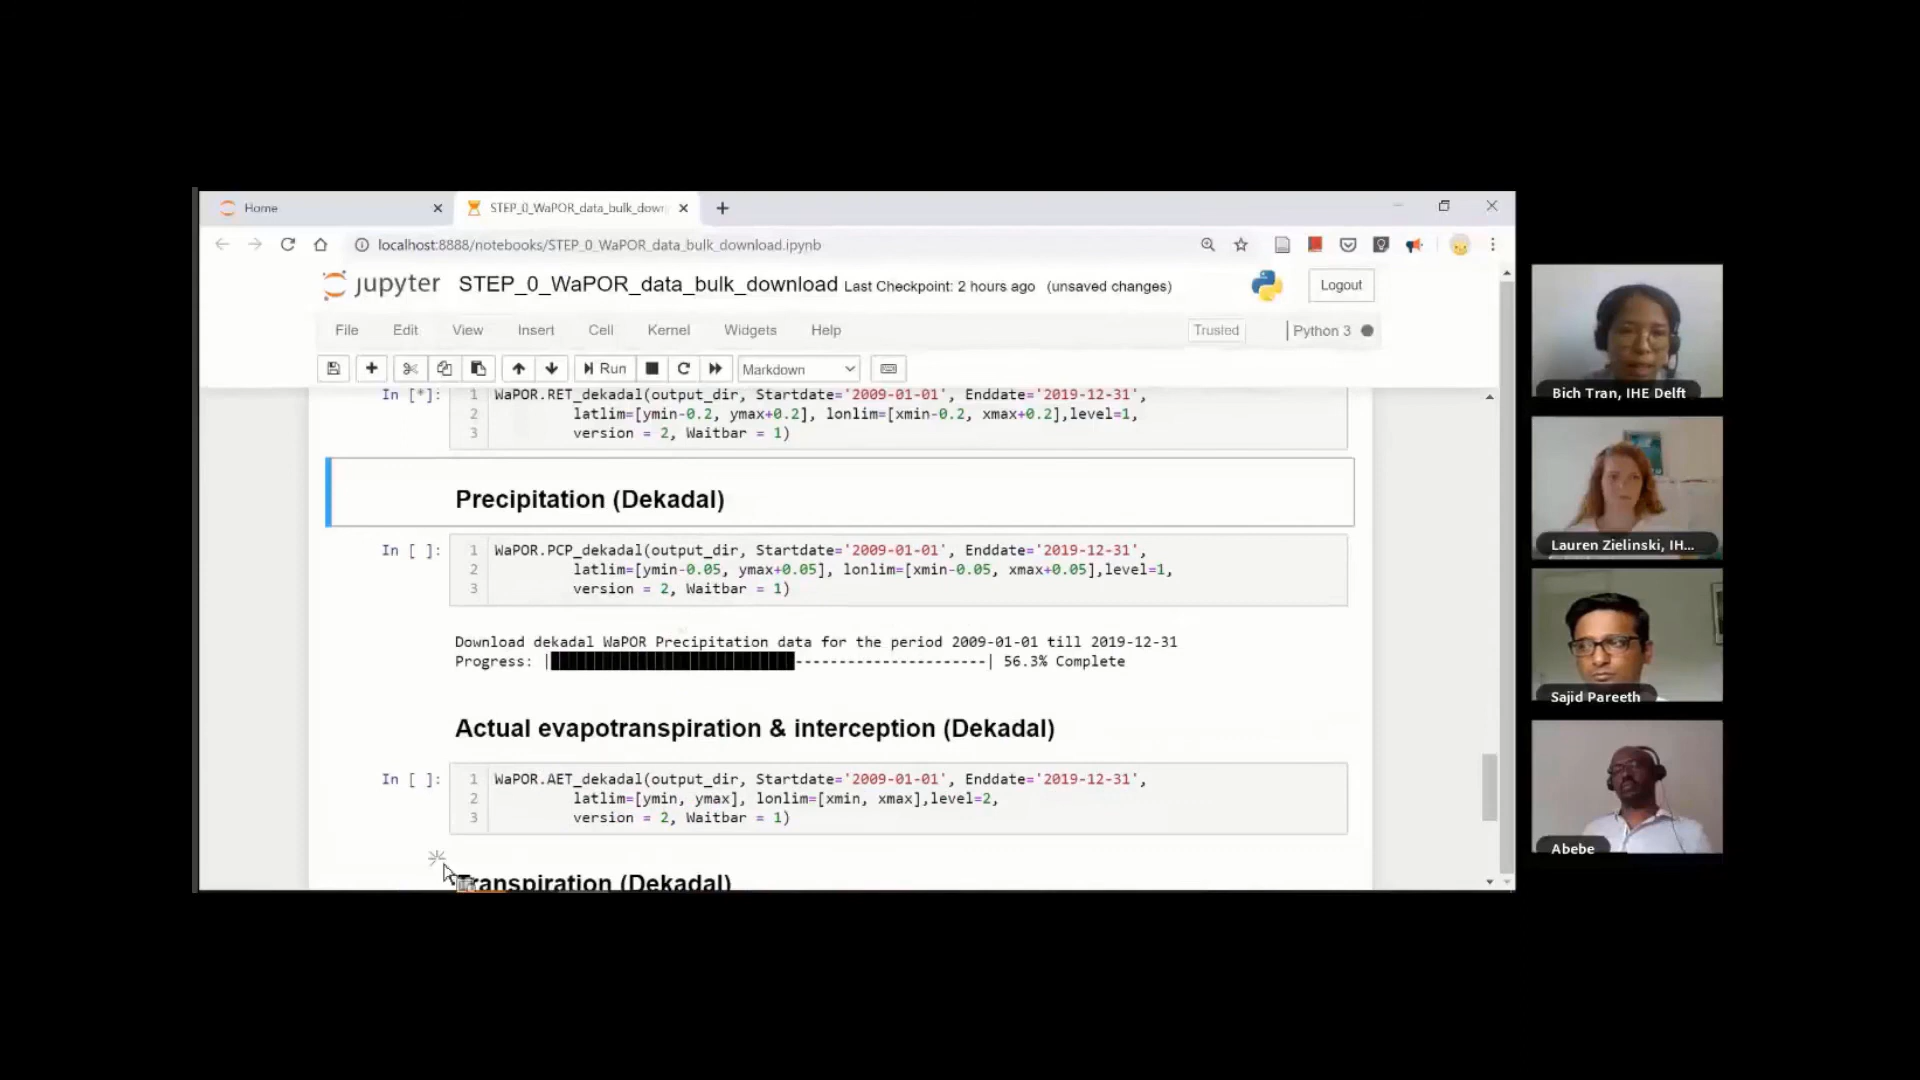 Home
STEP_0_WaPOR_data_bulk_down
localhost:8888/notebooks/STEP_0_WaPOR_data_bulk_download.ipynb
jupyter STEP_0_WaPOR_data_bulk_download Last Checkpoint: 2 hours ago (unsaved changes)
Logout
File Edit View Insert Cell Kernel Widgets Help
Trusted
Python 3
Run
Markdown
In [*]:
1 WaPOR.RET_dekadal(output_dir, Startdate='2009-01-01', Enddate='2019-12-31',
2 latlim=[ymin-0.2, ymax+0.2], lonlim=[xmin-0.2, xmax+0.2],level=1,
3 version = 2, Waitbar = 1)
Precipitation (Dekadal)
In [ ]:
1 WaPOR.PCP_dekadal(output_dir, Startdate='2009-01-01', Enddate='2019-12-31',
2 latlim=[ymin-0.05, ymax+0.05], lonlim=[xmin-0.05, xmax+0.05],level=1,
3 version = 2, Waitbar = 1)
Download dekadal WaPOR Precipitation data for the period 2009-01-01 till 2019-12-31
Progress: |---------------------| 56.3% Complete
Actual evapotranspiration & interception (Dekadal)
In [ ]:
1 WaPOR.AET_dekadal(output_dir, Startdate='2009-01-01', Enddate='2019-12-31',
2 latlim=[ymin, ymax], lonlim=[xmin, xmax],level=2,
3 version = 2, Waitbar = 1)
Transpiration (Dekadal)
Bich Tran, IHE Delft
Lauren Zielinski, IH...
Sajid Pareeth
Abebe